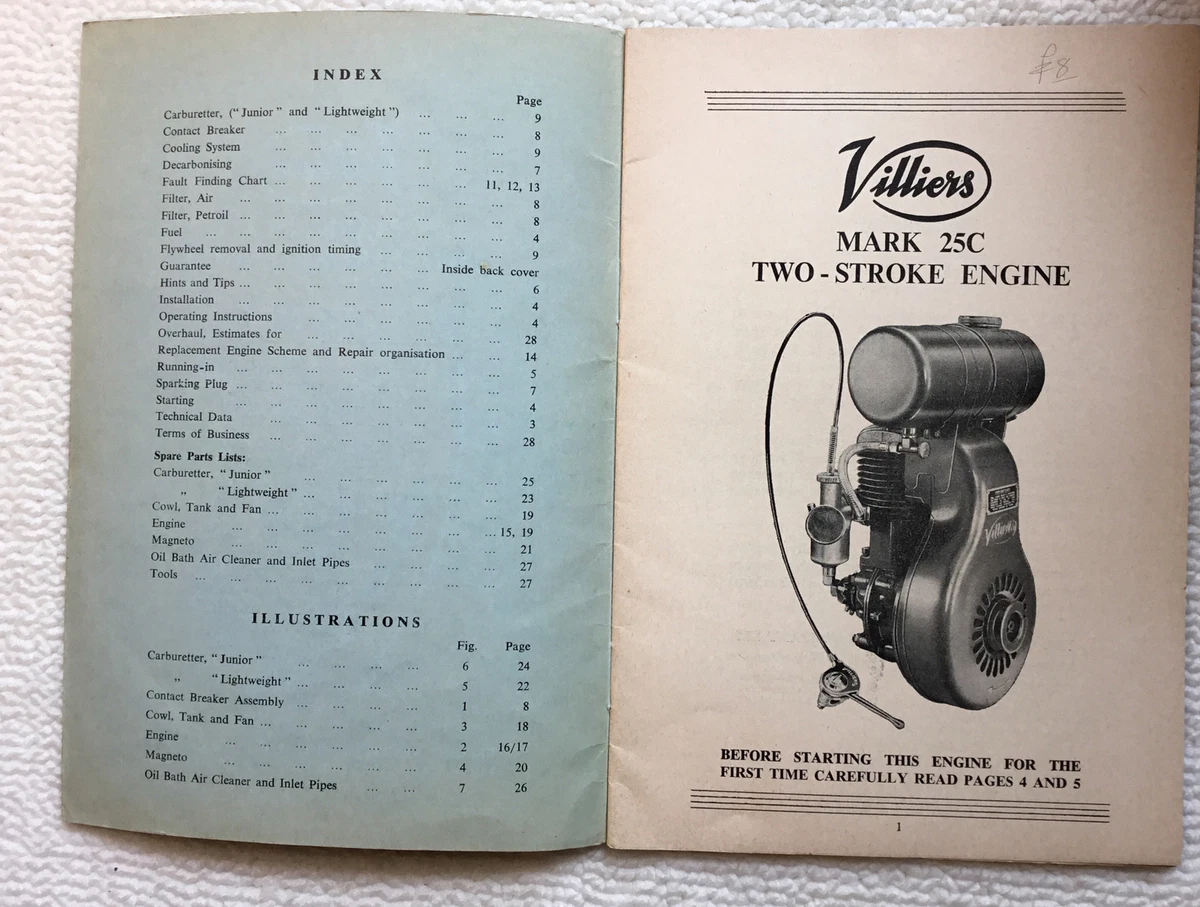 INDEX
Page
Carburetter, (“Junior” and “Lightweight”) ... ... ... 9
Contact Breaker ... ... ... ... ... ... ... 8
Cooling System ... ... ... ... ... ... ... 9
Decarbonising ... ... ... ... ... ... ... 7
Fault Finding Chart ... ... ... ... ... ... 11, 12, 13
Filter, Air ... ... ... ... ... ... ... ... 8
Filter, Petroil ... ... ... ... ... ... ... ... 8
Fuel ... ... ... ... ... ... ... ... ... 4
Flywheel removal and ignition timing ... ... ... ... 9
Guarantee ... ... ... ... ... ... Inside back cover
Hints and Tips ... ... ... ... ... ... ... ... 6
Installation ... ... ... ... ... ... ... ... 4
Operating Instructions ... ... ... ... ... ... 4
Overhaul, Estimates for ... ... ... ... ... ... 28
Replacement Engine Scheme and Repair organisation ... ... 14
Running-in ... ... ... ... ... ... ... ... 5
Sparking Plug ... ... ... ... ... ... ... ... 7
Starting ... ... ... ... ... ... ... ... 4
Technical Data ... ... ... ... ... ... ... 3
Terms of Business ... ... ... ... ... ... ... 28
Spare Parts Lists:
Carburetter, “Junior” ... ... ... ... ... ... 25
„ “Lightweight” ... ... ... ... ... ... 23
Cowl, Tank and Fan ... ... ... ... ... ... ... 19
Engine ... ... ... ... ... ... ... ... 15, 19
Magneto ... ... ... ... ... ... ... ... 21
Oil Bath Air Cleaner and Inlet Pipes ... ... ... ... 27
Tools ... ... ... ... ... ... ... ... ... 27
ILLUSTRATIONS
Fig. Page
Carburetter, “Junior” ... ... ... ... 6 24
„ “Lightweight” ... ... ... ... 5 22
Contact Breaker Assembly ... ... ... ... 1 8
Cowl, Tank and Fan ... ... ... ... ... 3 18
Engine ... ... ... ... ... ... 2 16/17
Magneto ... ... ... ... ... ... 4 20
Oil Bath Air Cleaner and Inlet Pipes ... ... 7 26
£8
Villiers
MARK 25C
TWO-STROKE ENGINE
Villiers
BEFORE STARTING THIS ENGINE FOR THE
FIRST TIME CAREFULLY READ PAGES 4 AND 5
1